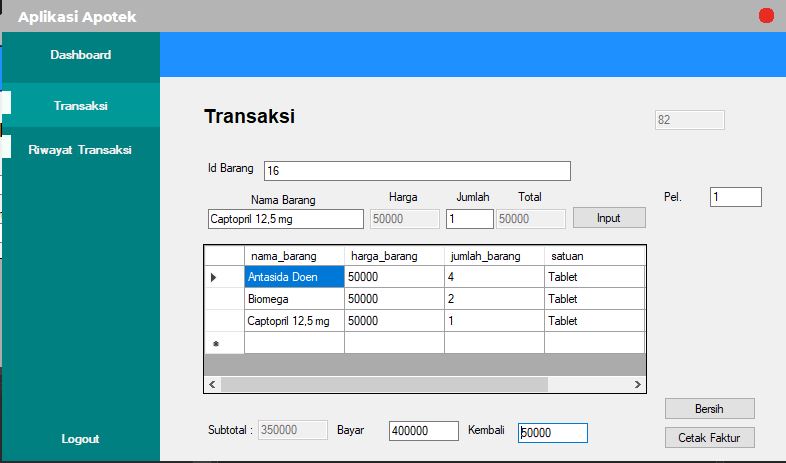 Aplikasi Apotek
Dashboard
Transaksi
Riwayat Transaksi
Logout
Transaksi
82
Id Barang 16
Nama Barang Harga Jumlah Total
Captopril 12,5 mg 50000 1 50000 Input
Pel. 1
nama_barang harga_barang jumlah_barang satuan
Antasida Doen 50000 4 Tablet
Biomega 50000 2 Tablet
Captopril 12,5 mg 50000 1 Tablet
*
Subtotal : 350000 Bayar 400000 Kembali 50000
Bersih
Cetak Faktur